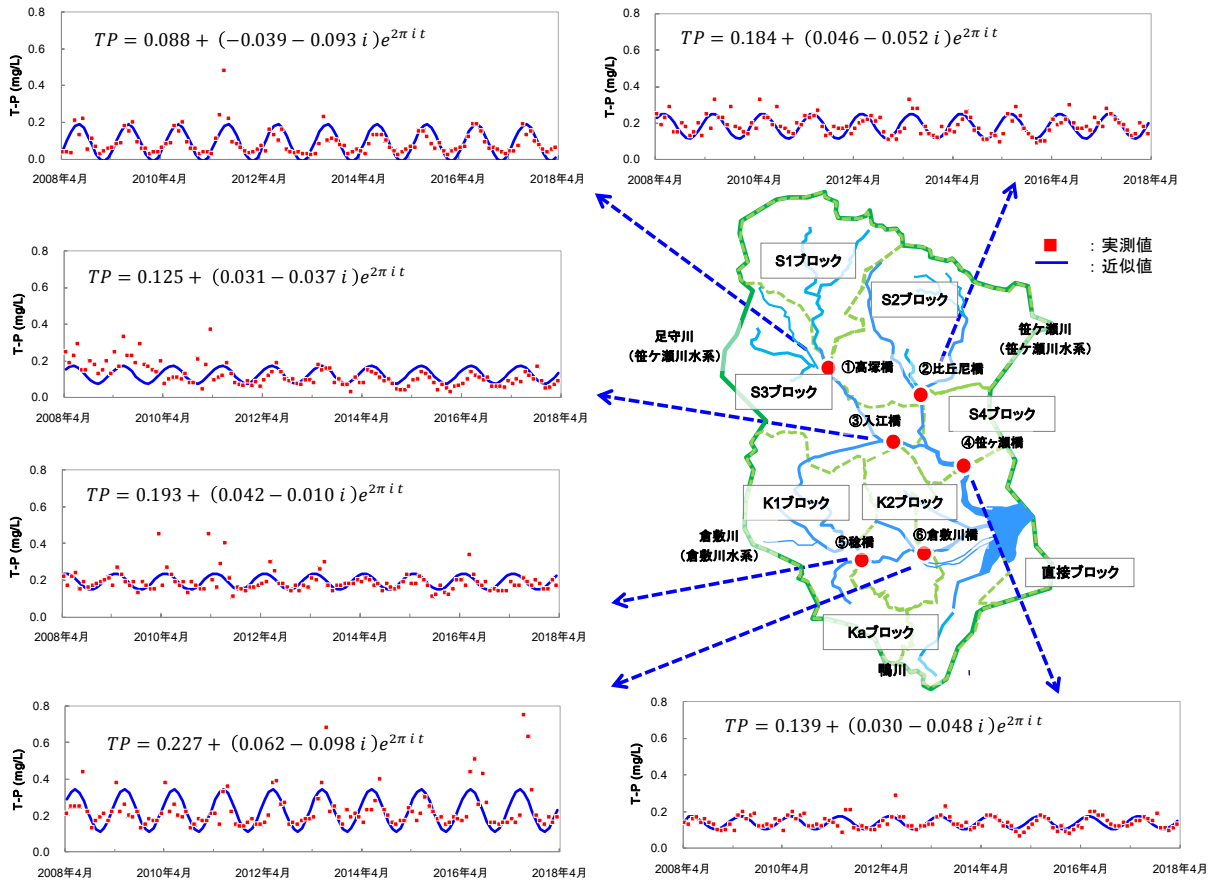 TP = 0.088 + (−0.039 − 0.093 i)e^{2π i t}
T-P (mg/L)
0.8
0.6
0.4
0.2
0.0
2008年4月 2010年4月 2012年4月 2014年4月 2016年4月 2018年4月
TP = 0.184 + (0.046 − 0.052 i)e^{2π i t}
T-P (mg/L)
0.8
0.6
0.4
0.2
0.0
2008年4月 2010年4月 2012年4月 2014年4月 2016年4月 2018年4月
TP = 0.125 + (0.031 − 0.037 i)e^{2π i t}
T-P (mg/L)
0.8
0.6
0.4
0.2
0.0
2008年4月 2010年4月 2012年4月 2014年4月 2016年4月 2018年4月
TP = 0.193 + (0.042 − 0.010 i)e^{2π i t}
T-P (mg/L)
0.8
0.6
0.4
0.2
0.0
2008年4月 2010年4月 2012年4月 2014年4月 2016年4月 2018年4月
TP = 0.227 + (0.062 − 0.098 i)e^{2π i t}
T-P (mg/L)
0.8
0.6
0.4
0.2
0.0
2008年4月 2010年4月 2012年4月 2014年4月 2016年4月 2018年4月
: 実測値
: 近似値
S1ブロック
S2ブロック
足守川
(笹ケ瀬川水系)
笹ケ瀬川
(笹ケ瀬川水系)
①高塚橋
②比丘尼橋
S3ブロック
S4ブロック
③入江橋
④笹ヶ瀬橋
K1ブロック
K2ブロック
倉敷川
(倉敷川水系)
⑤稔橋
⑥倉敷川橋
直接ブロック
Kaブロック
鴨川
TP = 0.139 + (0.030 − 0.048 i)e^{2π i t}
T-P (mg/L)
0.8
0.6
0.4
0.2
0.0
2008年4月 2010年4月 2012年4月 2014年4月 2016年4月 2018年4月